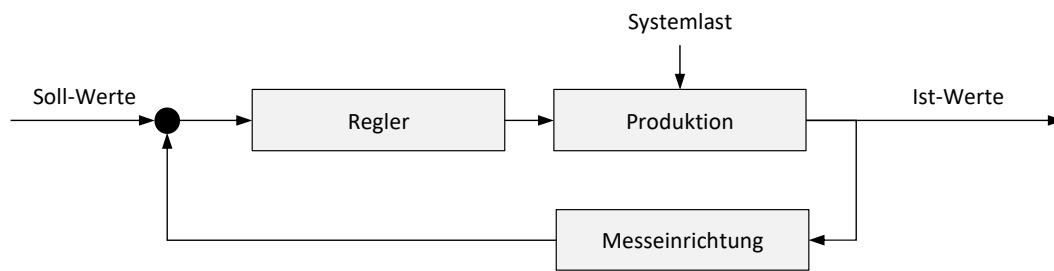 Systemlast
Soll-Werte
Regler
Produktion
Ist-Werte
Messeinrichtung